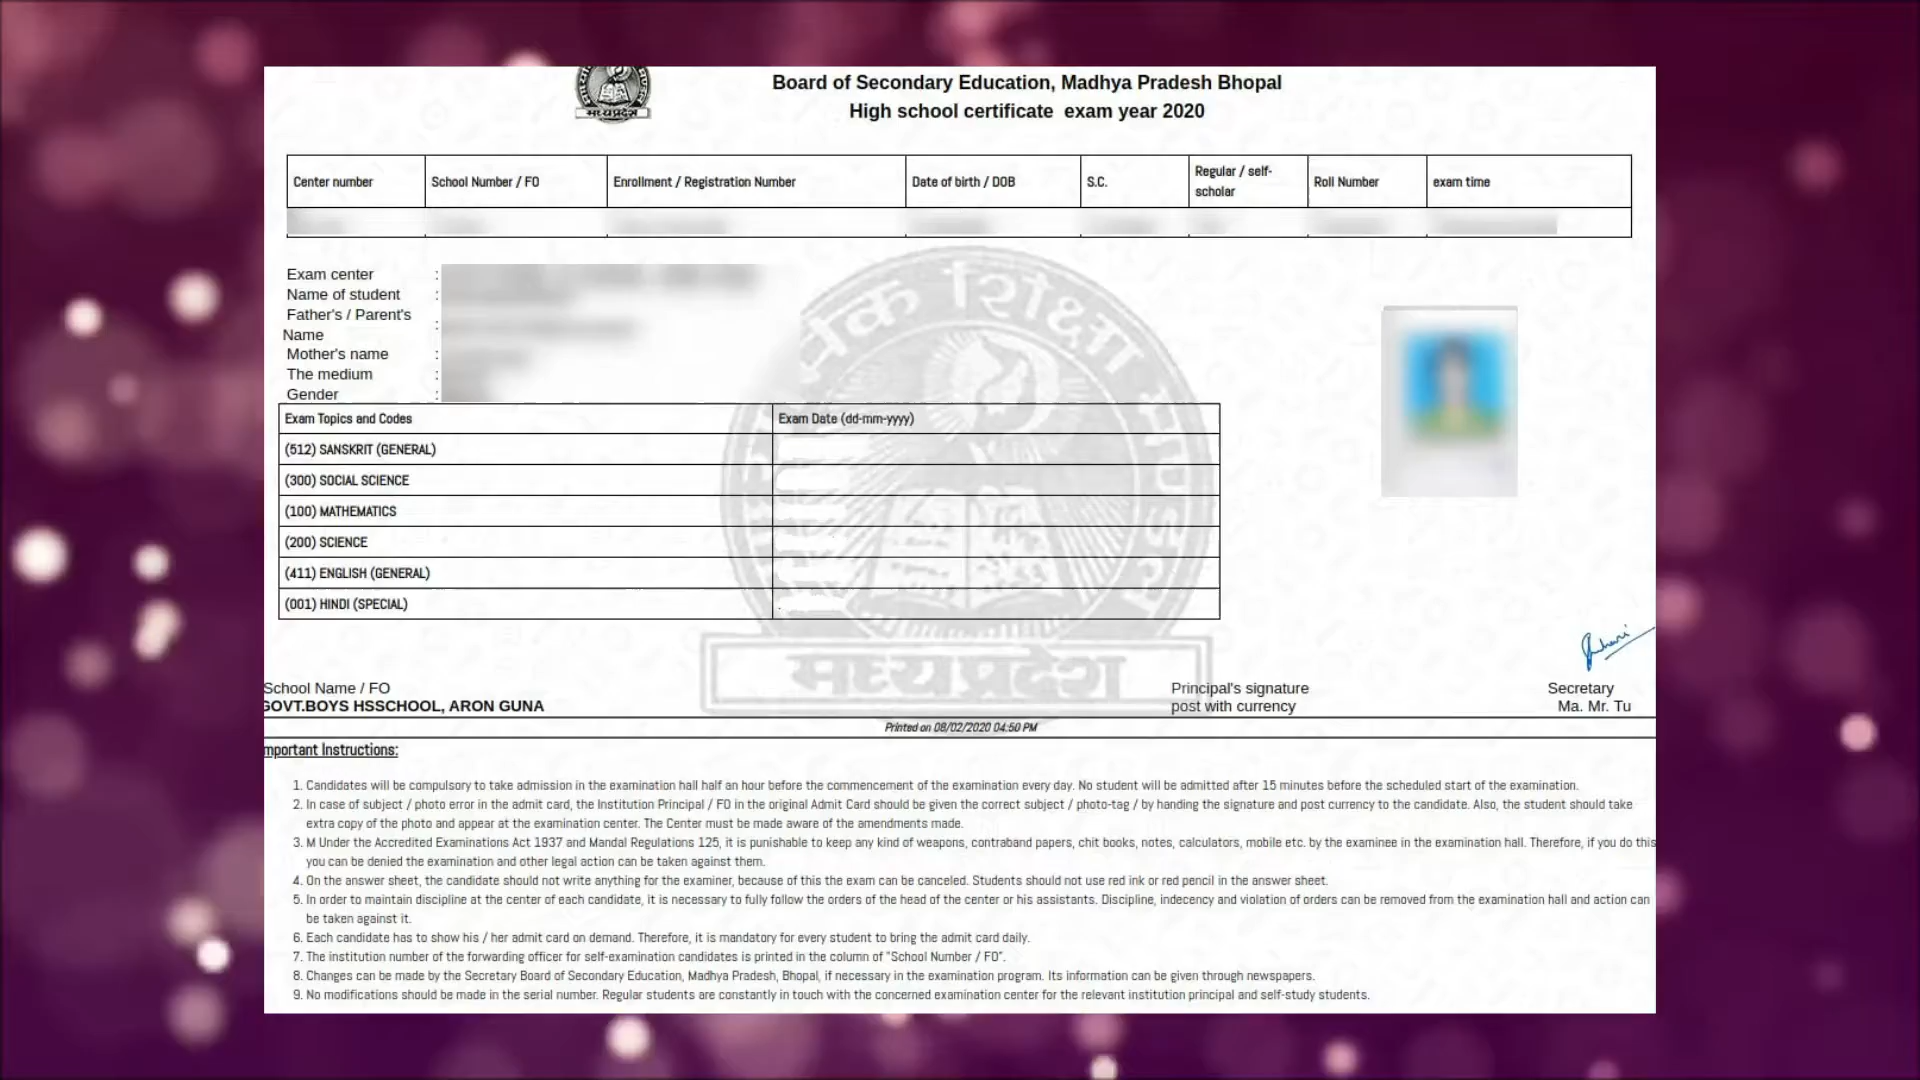 Board of Secondary Education, Madhya Pradesh Bhopal
High school certificate exam year 2020
मध्यप्रदेश
Center number
School Number / FO
Enrollment / Registration Number
Date of birth / DOB
S.C.
Regular / self-
scholar
Roll Number
exam time
Exam center :
Name of student :
Father's / Parent's
Name :
Mother's name :
The medium :
Gender :
शिक्षा
Exam Topics and Codes
Exam Date (dd-mm-yyyy)
(512) SANSKRIT (GENERAL)
(300) SOCIAL SCIENCE
(100) MATHEMATICS
(200) SCIENCE
(411) ENGLISH (GENERAL)
(001) HINDI (SPECIAL)
मध्यप्रदेश
School Name / FO
GOVT.BOYS HSSCHOOL, ARON GUNA
Principal's signature
post with currency
Secretary
Ma. Mr. Tu
Printed on 08/02/2020 04:50 PM
mportant Instructions:
1. Candidates will be compulsory to take admission in the examination hall half an hour before the commencement of the examination every day. No student will be admitted after 15 minutes before the scheduled start of the examination.
2. In case of subject / photo error in the admit card, the Institution Principal / FO in the original Admit Card should be given the correct subject / photo-tag / by handing the signature and post currency to the candidate. Also, the student should take
extra copy of the photo and appear at the examination center. The Center must be made aware of the amendments made.
3. M Under the Accredited Examinations Act 1937 and Mandal Regulations 125, it is punishable to keep any kind of weapons, contraband papers, chit books, notes, calculators, mobile etc. by the examinee in the examination hall. Therefore, if you do this
you can be denied the examination and other legal action can be taken against them.
4. On the answer sheet, the candidate should not write anything for the examiner, because of this the exam can be canceled. Students should not use red ink or red pencil in the answer sheet.
5. In order to maintain discipline at the center of each candidate, it is necessary to fully follow the orders of the head of the center or his assistants. Discipline, indecency and violation of orders can be removed from the examination hall and action can
be taken against it.
6. Each candidate has to show his / her admit card on demand. Therefore, it is mandatory for every student to bring the admit card daily.
7. The institution number of the forwarding officer for self-examination candidates is printed in the column of "School Number / FO".
8. Changes can be made by the Secretary Board of Secondary Education, Madhya Pradesh, Bhopal, if necessary in the examination program. Its information can be given through newspapers.
9. No modifications should be made in the serial number. Regular students are constantly in touch with the concerned examination center for the relevant institution principal and self-study students.